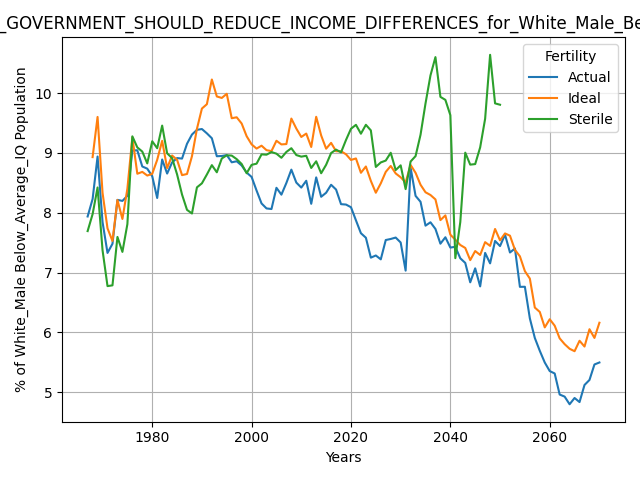 _GOVERNMENT_SHOULD_REDUCE_INCOME_DIFFERENCES_for_White_Male_Be
Fertility
Actual
Ideal
Sterile
% of White_Male Below_Average_IQ Population
10
9
8
7
6
5
1980
2000
2020
2040
2060
Years